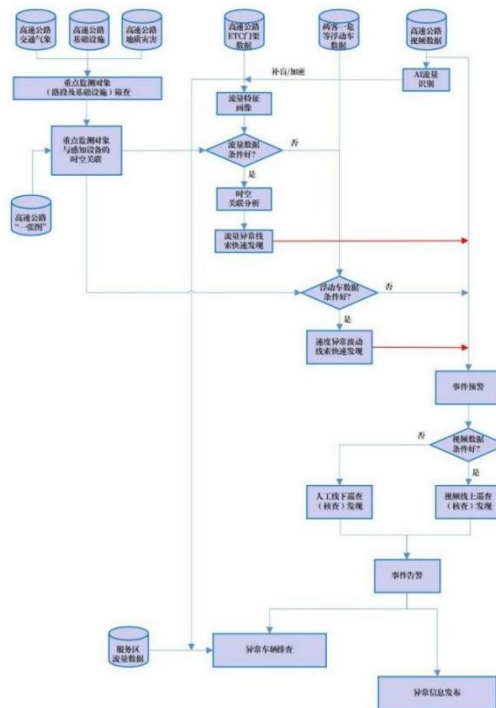 高速公路
交通气象
高速公路
基础设施
高速公路
地质灾害
高速公路
ETC门架
数据
两客一危
等浮动车
数据
高速公路
视频数据
补盲/加密
AI流量
识别
重点监测对象
（路段及基础设施）筛查
流量特征
画像
重点监测对象
与感知设备的
时空关联
流量数据
条件好?
否
是
高速公路
“一张图”
时空
关联分析
流量异常线
索快速发现
浮动车数据
条件好?
否
是
速度异常波动
线索快速发现
事件预警
视频数据
条件好?
否
是
人工线下巡查
（核查）发现
视频线上巡查
（核查）发现
事件告警
服务区
流量数据
异常车辆排查
异常信息发布